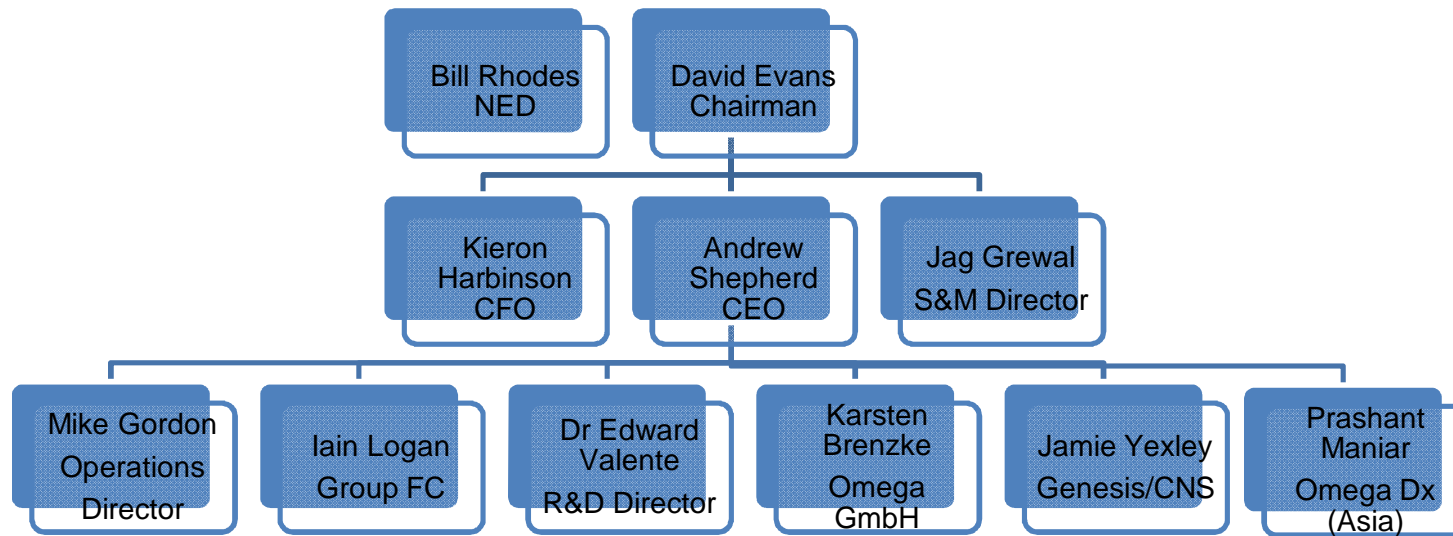 Bill Rhodes
NED
David Evans
Chairman
Kieron
Harbinson
CFO
Andrew
Shepherd
CEO
Jag Grewal
S&M Director
Mike Gordon
Operations
Director
Iain Logan
Group FC
Dr Edward
Valente
R&D Director
Karsten
Brenzke
Omega
GmbH
Jamie Yexley
Genesis/CNS
Prashant
Maniar
Omega Dx
(Asia)